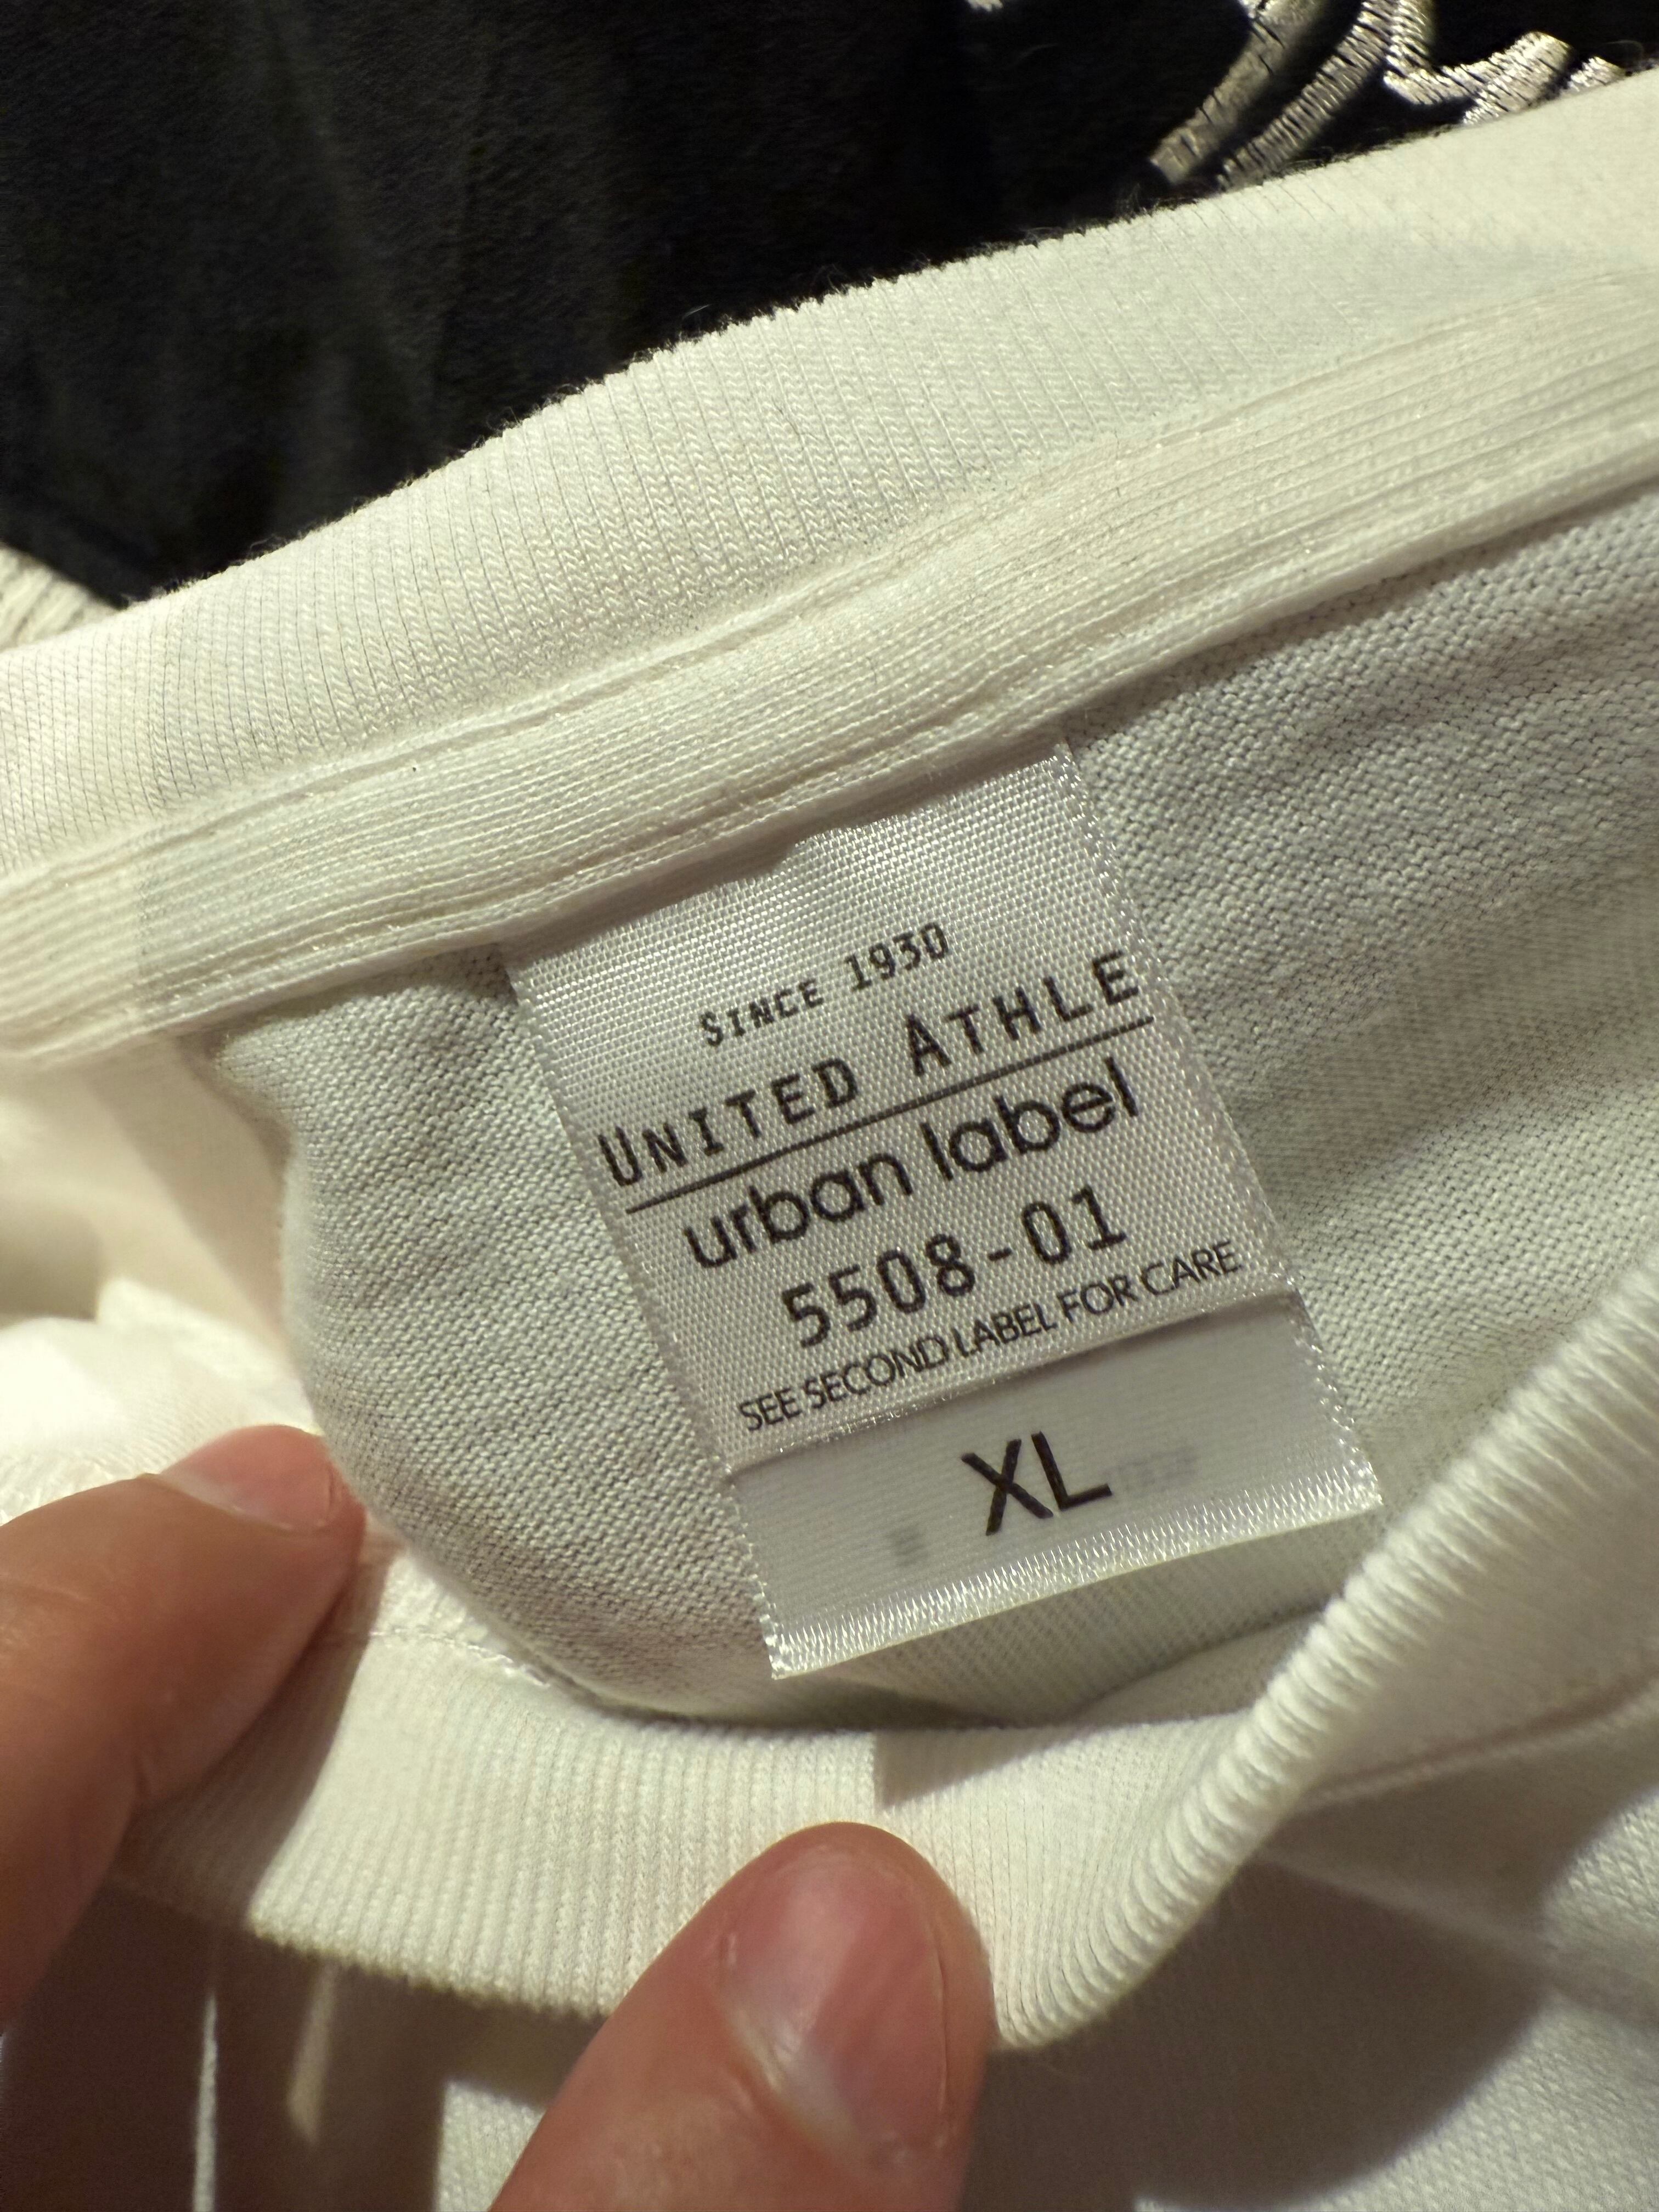 SINCE 1930
UNITED ATHLE
urban label
5508-01
SEE SECOND LABEL FOR CARE
XL